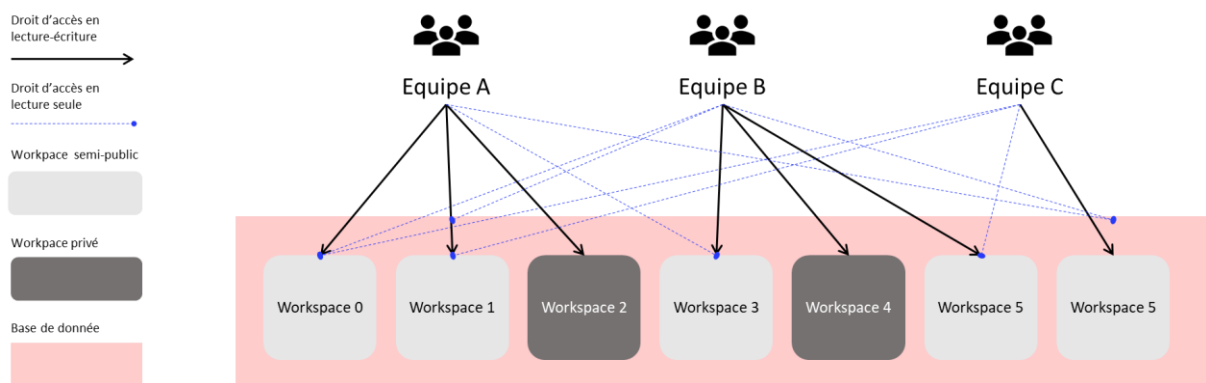 Droit d'accès en
lecture-écriture
Droit d'accès en
lecture seule
Workpace semi-public
Workpace privé
Base de donnée
Equipe A
Equipe B
Equipe C
Workspace 0
Workspace 1
Workspace 2
Workspace 3
Workspace 4
Workspace 5
Workspace 5